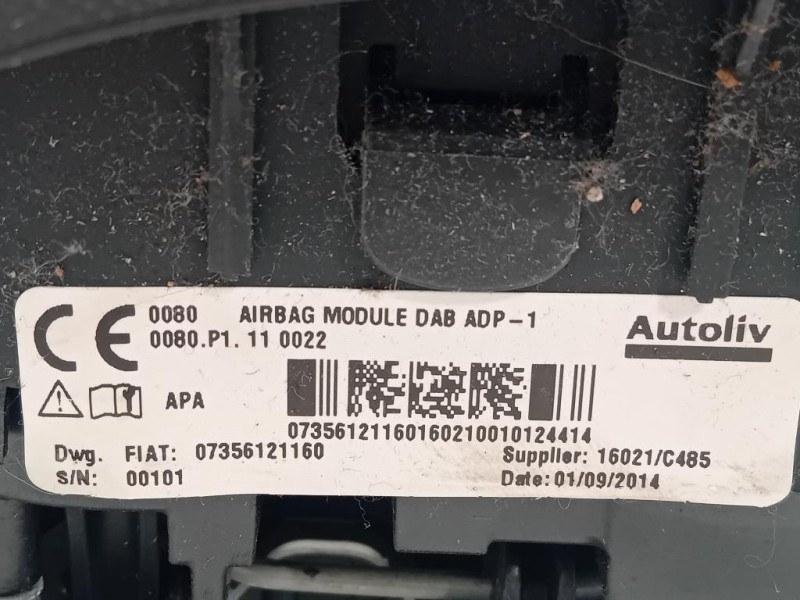 CE 0080 AIRBAG MODULE DAB ADP-1
0080.P1. 11 0022
Autoliv
APA
07356121160160210010124414
Dwg. FIAT: 07356121160
Supplier: 16021/C485
S/N: 00101
Date: 01/09/2014